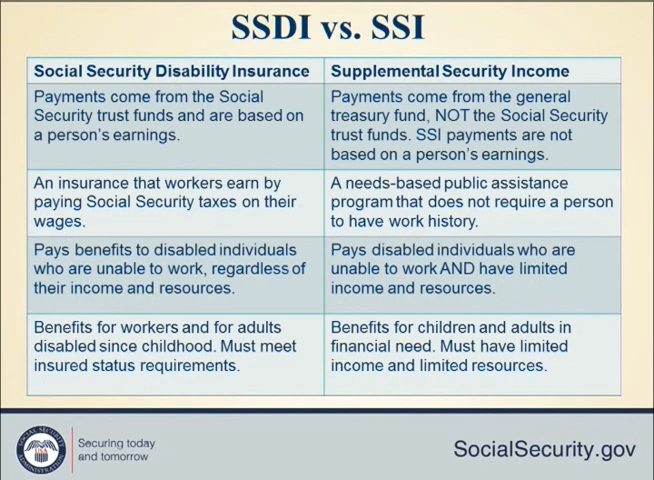 SSDI vs. SSI
Social Security Disability Insurance
Supplemental Security Income
Payments come from the Social
Security trust funds and are based on
a person's earnings.
Payments come from the general
treasury fund, NOT the Social Security
trust funds. SSI payments are not
based on a person's earnings.
An insurance that workers earn by
paying Social Security taxes on their
wages.
A needs-based public assistance
program that does not require a person
to have work history.
Pays benefits to disabled individuals
who are unable to work, regardless of
their income and resources.
Pays disabled individuals who are
unable to work AND have limited
income and resources.
Benefits for workers and for adults
disabled since childhood. Must meet
insured status requirements.
Benefits for children and adults in
financial need. Must have limited
income and limited resources.
SOCIAL SECURITY
USA
ADMINISTRATION
Securing today
and tomorrow
SocialSecurity.gov